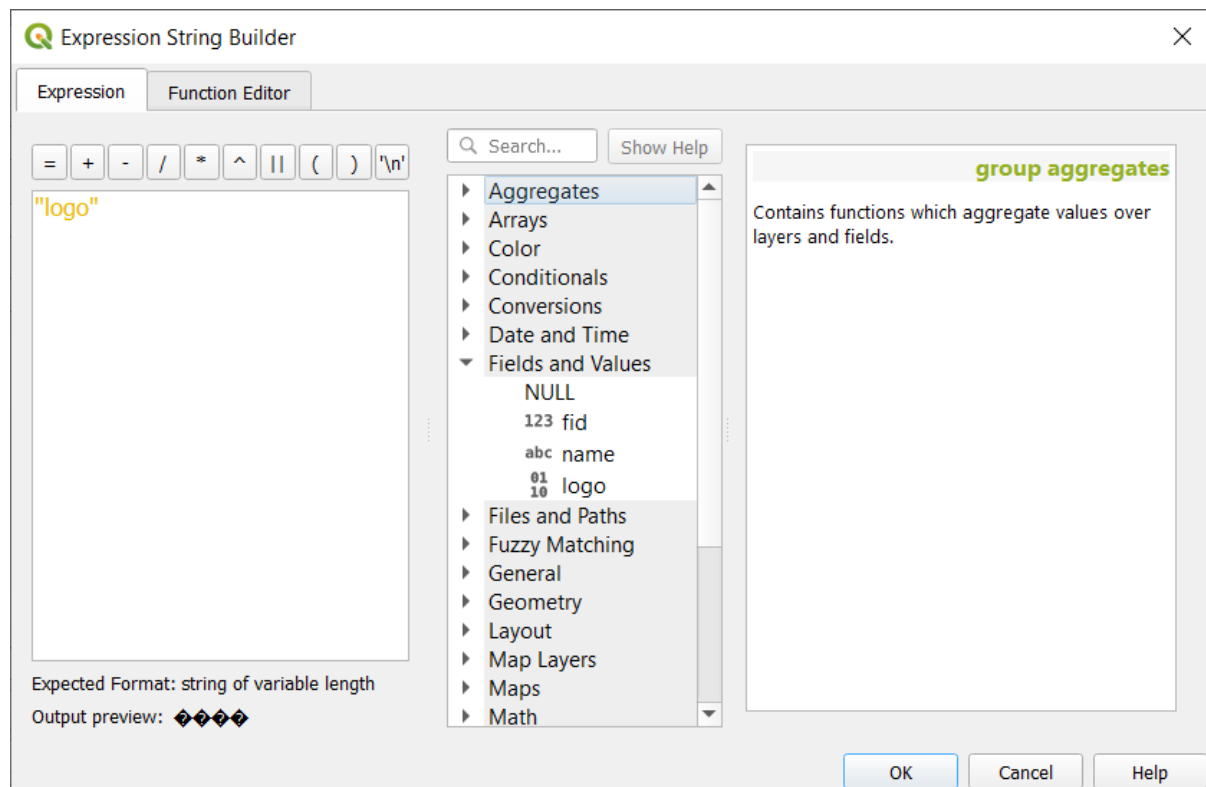 Expression String Builder
Expression
Function Editor
= + - / * ^ || ( ) '\n'
"logo"
Expected Format: string of variable length
Output preview: ����
Search...
Show Help
Aggregates
Arrays
Color
Conditionals
Conversions
Date and Time
Fields and Values
NULL
123 fid
abc name
01
10 logo
Files and Paths
Fuzzy Matching
General
Geometry
Layout
Map Layers
Maps
Math
group aggregates
Contains functions which aggregate values over
layers and fields.
OK
Cancel
Help